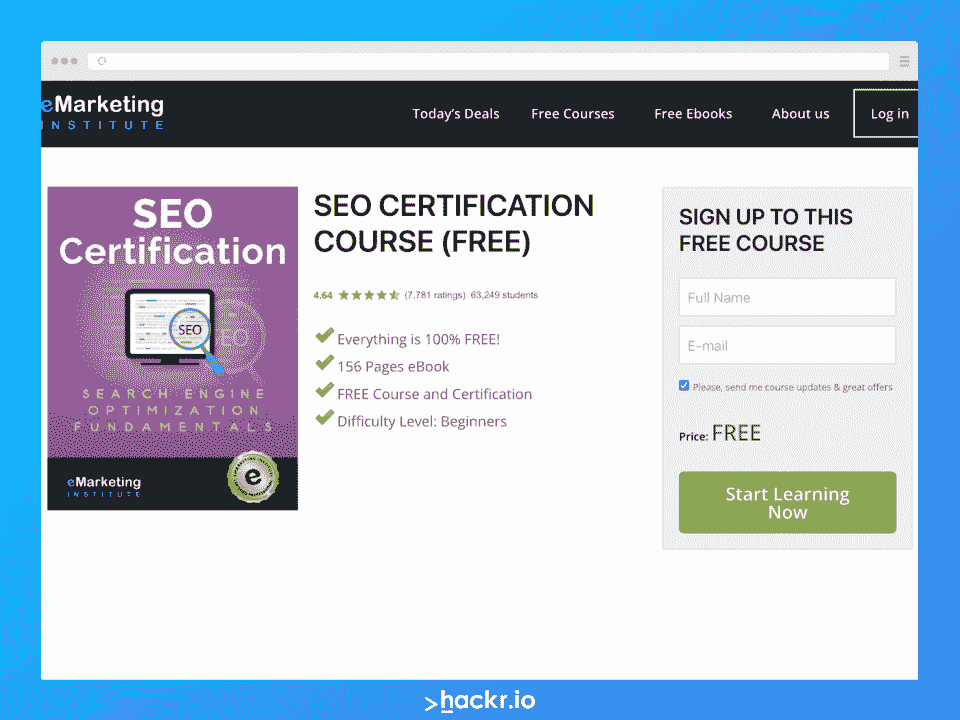 eMarketing
INSTITUTE
Today's Deals
Free Courses
Free Ebooks
About us
Log in
SEO
Certification
SEO
SEO
SEARCH ENGINE
OPTIMIZATION
FUNDAMENTALS
eMarketing
INSTITUTE
e
SEO CERTIFICATION
COURSE (FREE)
4.64 (7,781 ratings) 63,249 students
Everything is 100% FREE!
156 Pages eBook
FREE Course and Certification
Difficulty Level: Beginners
SIGN UP TO THIS
FREE COURSE
Full Name
E-mail
Please, send me course updates & great offers
Price: FREE
Start Learning
Now
>hackr.io